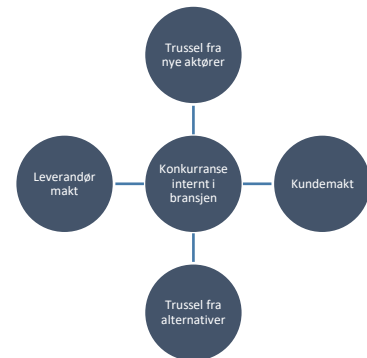 Trussel fra
nye aktører
Leverandør
makt
Konkurranse
internt i
bransjen
Kundemakt
Trussel fra
alternativer